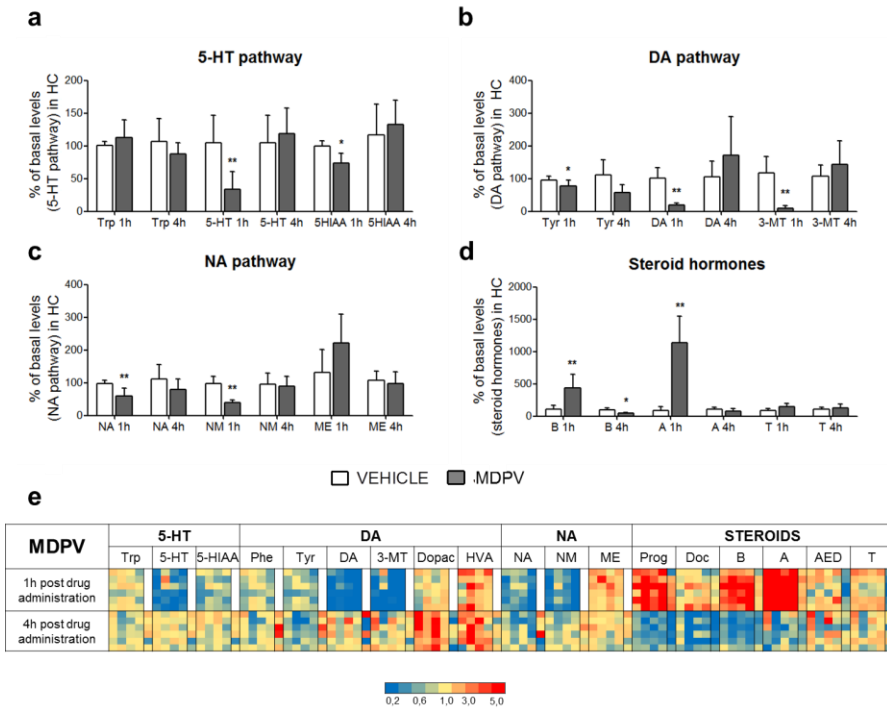 a
5-HT pathway
% of basal levels
(5-HT pathway) in HC
200
150
100
50
0
**
*
Trp 1h Trp 4h 5-HT 1h 5-HT 4h 5HIAA 1h 5HIAA 4h
b
DA pathway
% of basal levels
(DA pathway) in HC
400
300
200
100
0
*
**
**
Tyr 1h Tyr 4h DA 1h DA 4h 3-MT 1h 3-MT 4h
c
NA pathway
% of basal levels
(NA pathway) in HC
400
300
200
100
0
**
**
NA 1h NA 4h NM 1h NM 4h ME 1h ME 4h
d
Steroid hormones
% of basal levels
(steroid hormones) in HC
2000
1500
1000
500
0
**
*
**
B 1h B 4h A 1h A 4h T 1h T 4h
VEHICLE MDPV
e
MDPV 5-HT DA NA STEROIDS
Trp 5-HT 5-HIAA Phe Tyr DA 3-MT Dopac HVA NA NM ME Prog Doc B A AED T
1h post drug
administration
4h post drug
administration
0,2 0,6 1,0 3,0 5,0